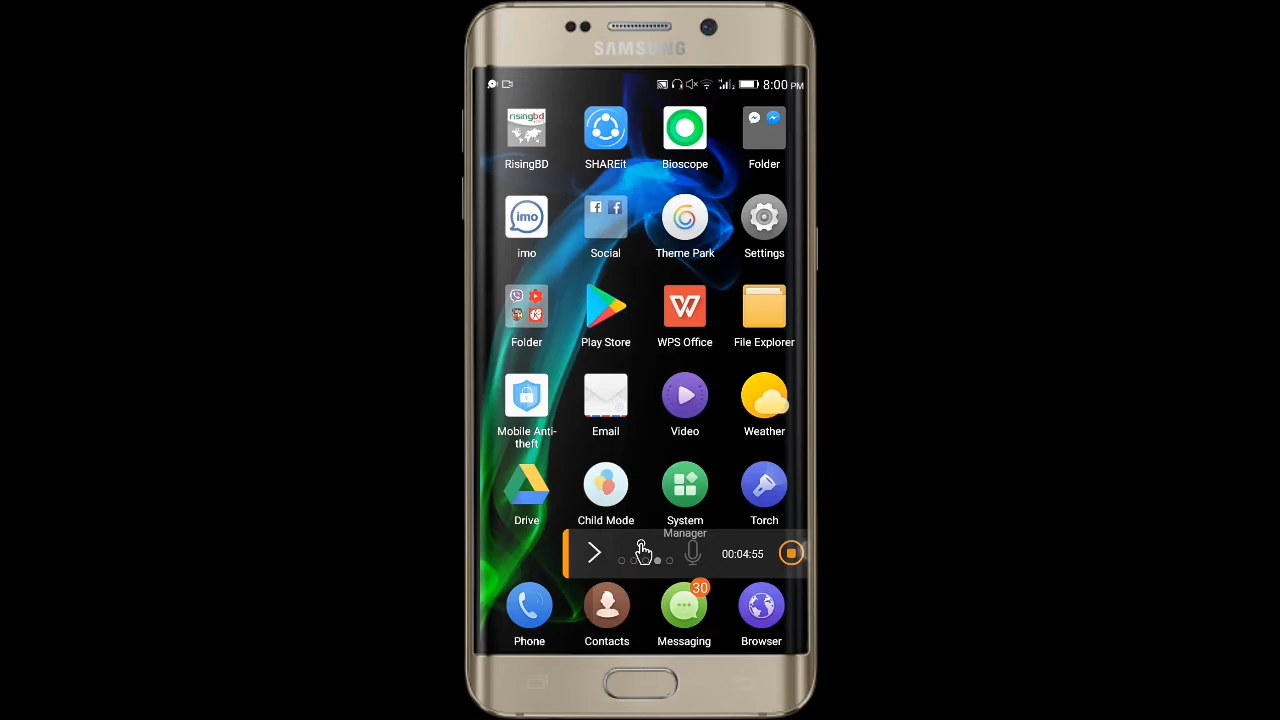 SAMSUNG
8:00 PM
risingbd
RisingBD
SHAREit
Bioscope
Folder
imo
imo
Social
Theme Park
Settings
Folder
Play Store
WPS Office
File Explorer
Mobile Anti-
theft
Email
Video
Weather
Drive
Child Mode
System
Manager
Torch
00:04:55
30
Phone
Contacts
Messaging
Browser